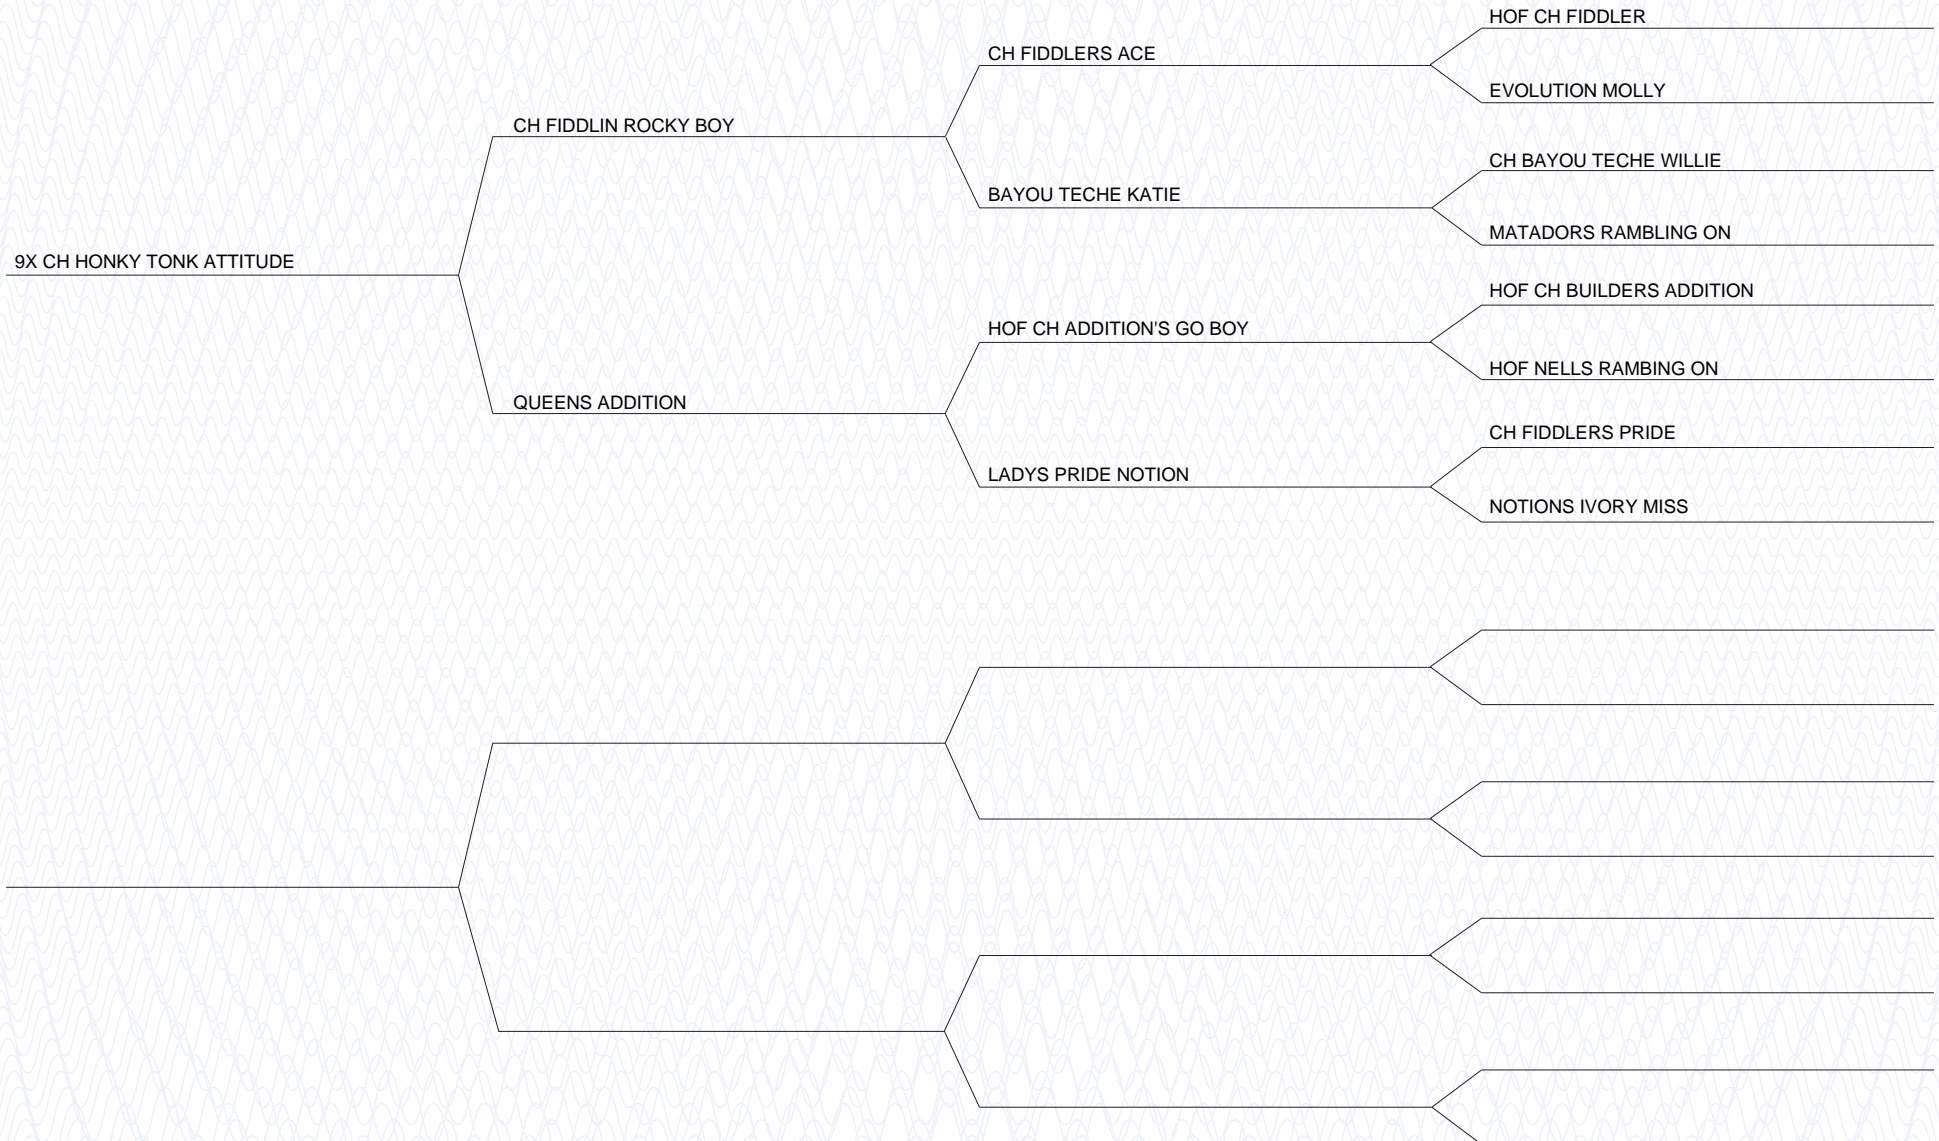 HOF CH FIDDLER
CH FIDDLERS ACE
EVOLUTION MOLLY
CH FIDDLIN ROCKY BOY
CH BAYOU TECHE WILLIE
BAYOU TECHE KATIE
MATADORS RAMBLING ON
9X CH HONKY TONK ATTITUDE
HOF CH BUILDERS ADDITION
HOF CH ADDITION'S GO BOY
HOF NELLS RAMBING ON
QUEENS ADDITION
CH FIDDLERS PRIDE
LADYS PRIDE NOTION
NOTIONS IVORY MISS